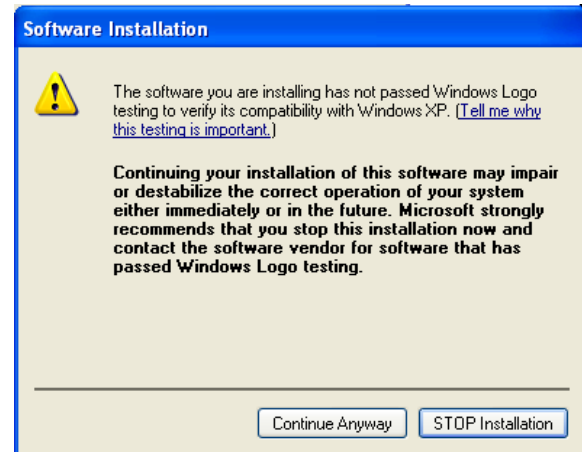 Software Installation
The software you are installing has not passed Windows Logo
testing to verify its compatibility with Windows XP. (Tell me why
this testing is important.)
Continuing your installation of this software may impair
or destabilize the correct operation of your system
either immediately or in the future. Microsoft strongly
recommends that you stop this installation now and
contact the software vendor for software that has
passed Windows Logo testing.
Continue Anyway
STOP Installation